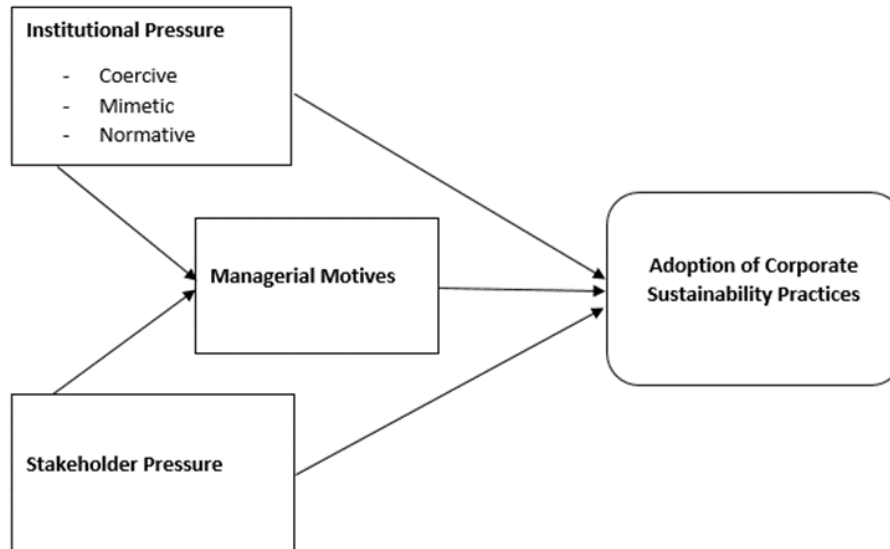 Institutional Pressure
- Coercive
- Mimetic
- Normative
Managerial Motives
Adoption of Corporate
Sustainability Practices
Stakeholder Pressure